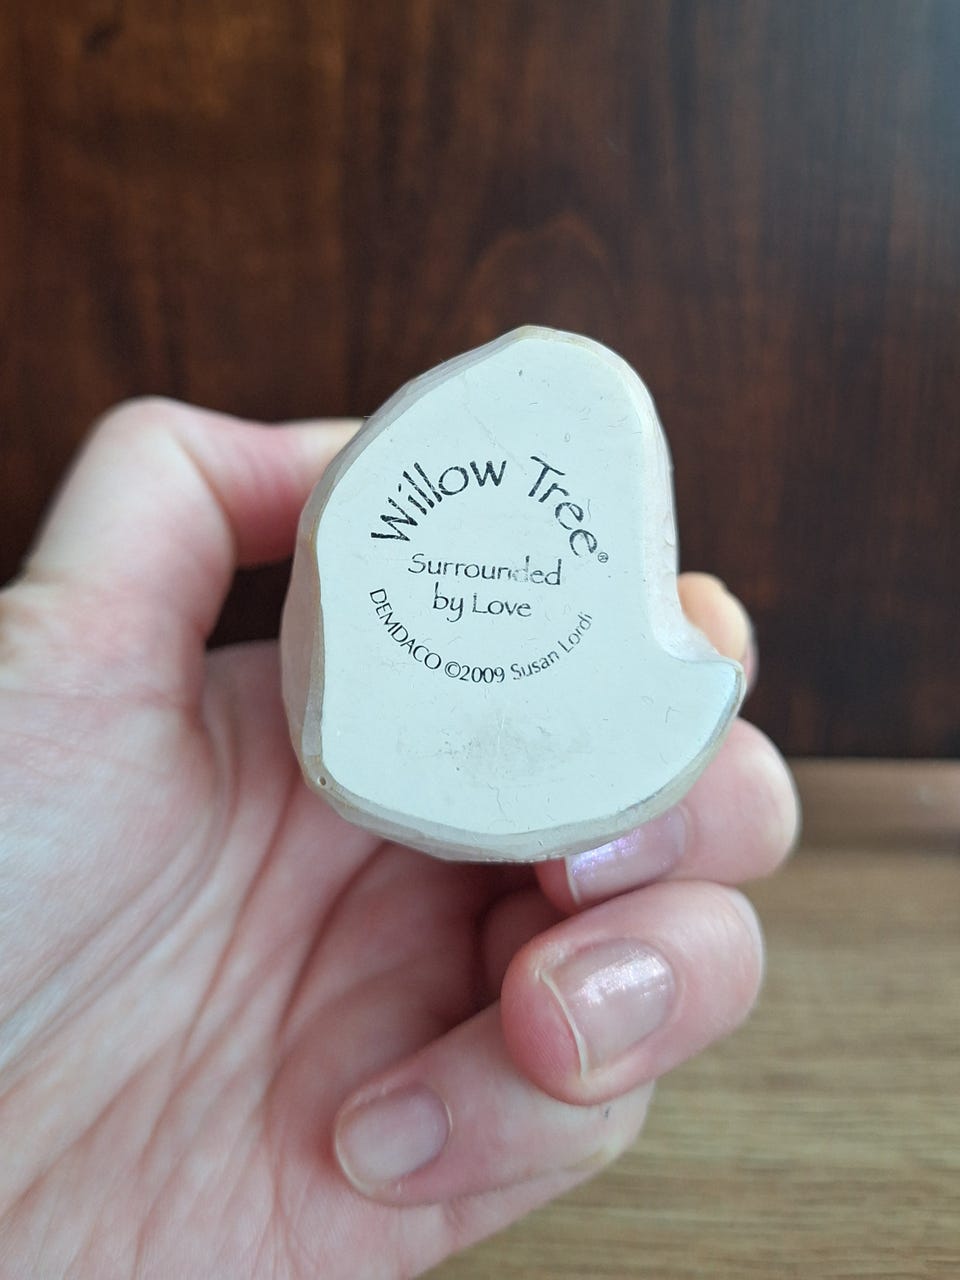 Willow Tree®
Surrounded
by Love
DEMDACO ©2009 Susan Lordi